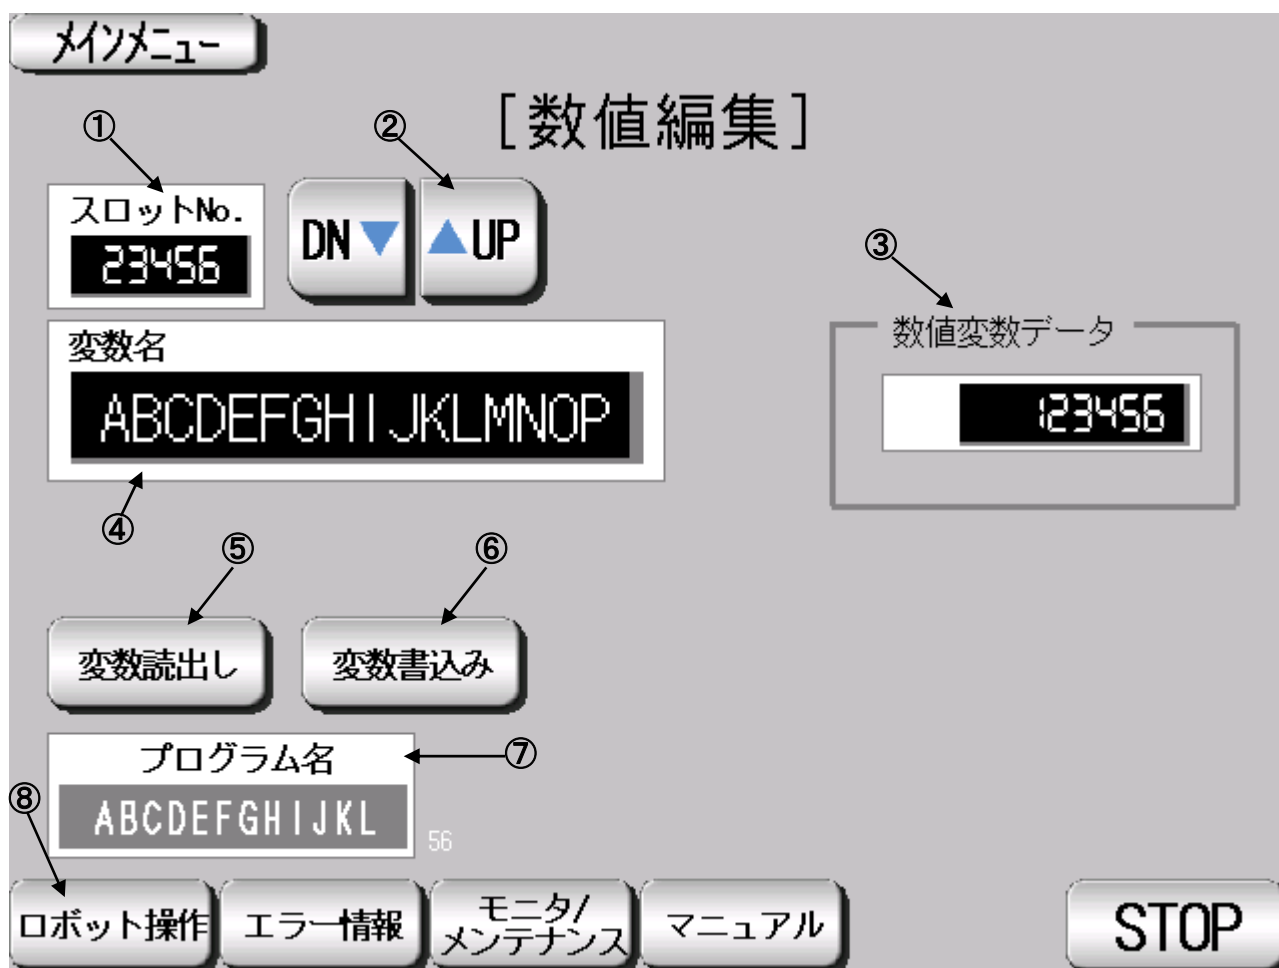 メインメニュー
[数値編集]
① ②
スロットNo.
23456
DN▼ ▲UP
③
数値変数データ
123456
変数名
ABCDEFGHIJKLMNOP
④
⑤ ⑥
変数読出し 変数書込み
プログラム名 ⑦
ABCDEFGHIJKL
56
⑧
ロボット操作 エラー情報 モニタ/
メンテナンス マニュアル STOP